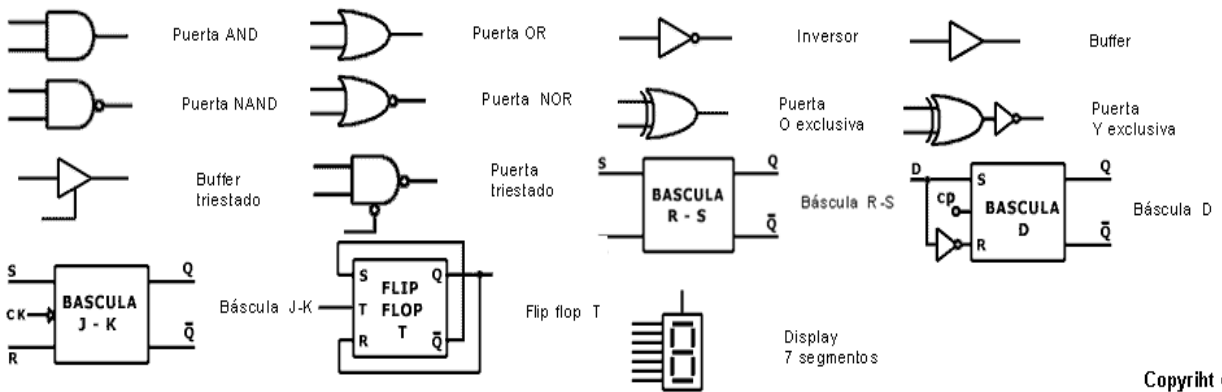 Puerta AND
Puerta OR
Inversor
Buffer
Puerta NAND
Puerta NOR
Puerta
O exclusiva
Puerta
Y exclusiva
Buffer
triestado
Puerta
triestado
S
Q
BASCULA
R - S
Q̅
Báscula R-S
D
S
Q
cp
BASCULA
D
R
Q̅
Báscula D
S
Q
CK
BASCULA
J - K
R
Q̅
Báscula J-K
S
Q
FLIP
FLOP
T
T
R
Q̅
Flip flop T
Display
7 segmentos
Copyriht